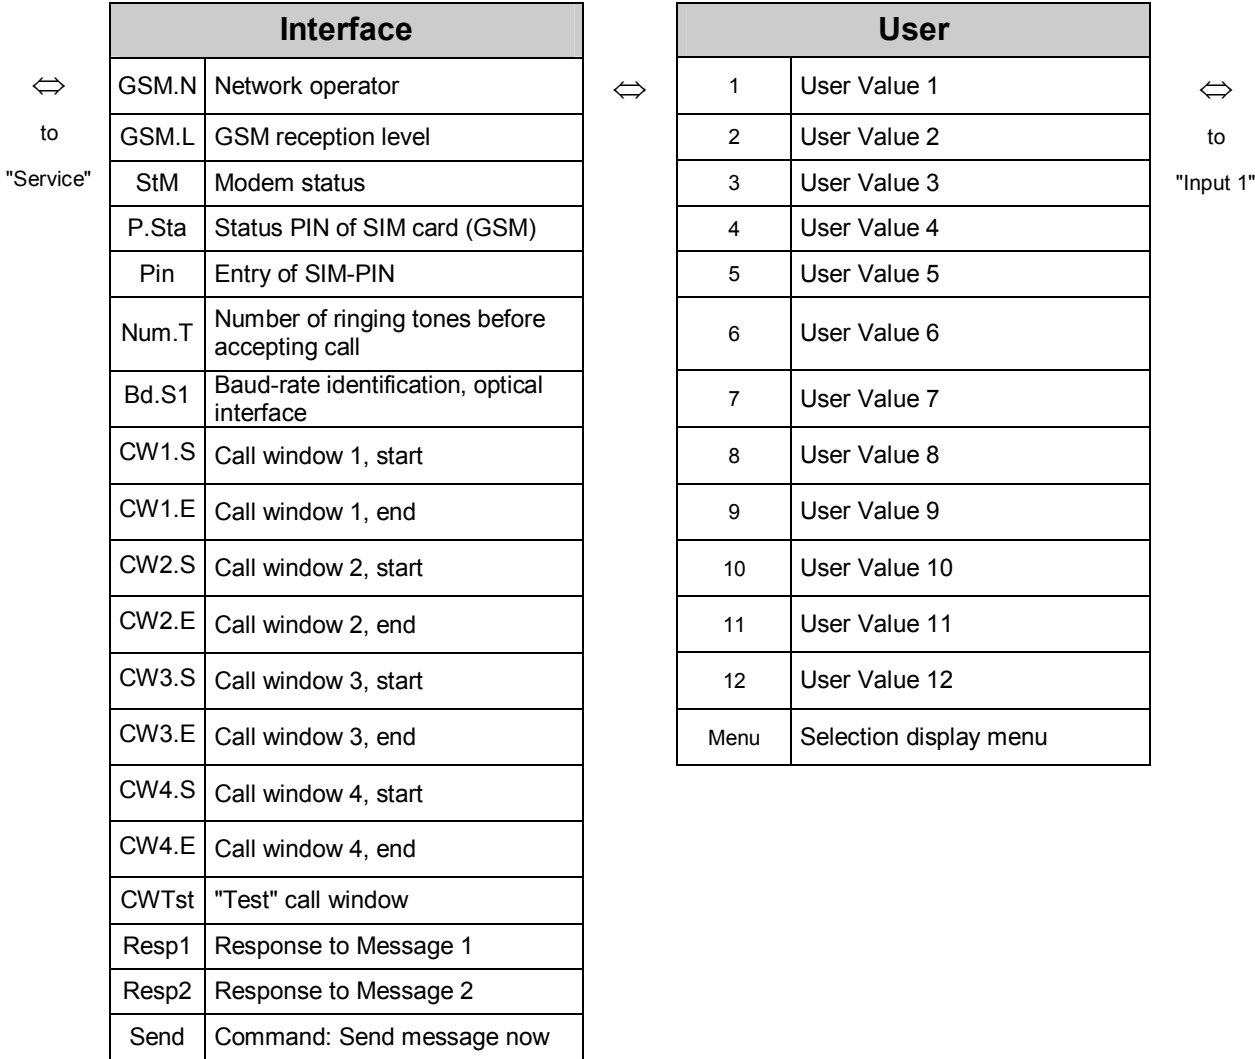 Interface
⇔
to
"Service"
GSM.N Network operator
GSM.L GSM reception level
StM Modem status
P.Sta Status PIN of SIM card (GSM)
Pin Entry of SIM-PIN
Num.T Number of ringing tones before
accepting call
Bd.S1 Baud-rate identification, optical
interface
CW1.S Call window 1, start
CW1.E Call window 1, end
CW2.S Call window 2, start
CW2.E Call window 2, end
CW3.S Call window 3, start
CW3.E Call window 3, end
CW4.S Call window 4, start
CW4.E Call window 4, end
CWTst "Test" call window
Resp1 Response to Message 1
Resp2 Response to Message 2
Send Command: Send message now
⇔
User
1 User Value 1
2 User Value 2
3 User Value 3
4 User Value 4
5 User Value 5
6 User Value 6
7 User Value 7
8 User Value 8
9 User Value 9
10 User Value 10
11 User Value 11
12 User Value 12
Menu Selection display menu
⇔
to
"Input 1"